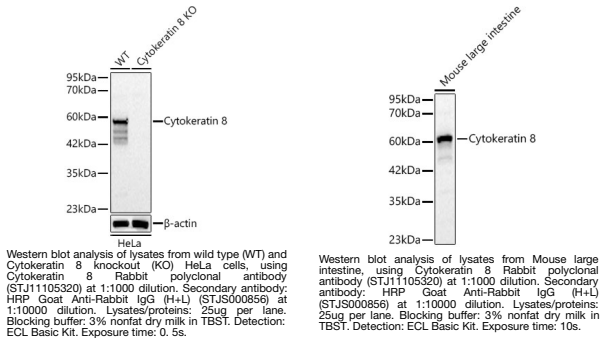 WT
Cytokeratin 8 KO
95kDa
70kDa
60kDa
Cytokeratin 8
42kDa
35kDa
23kDa
β-actin
HeLa
Western blot analysis of lysates from wild type (WT) and
Cytokeratin 8 knockout (KO) HeLa cells, using
Cytokeratin 8 Rabbit polyclonal antibody
(STJ11105320) at 1:1000 dilution. Secondary antibody:
HRP Goat Anti-Rabbit IgG (H+L) (STJS000856) at
1:10000 dilution. Lysates/proteins: 25ug per lane.
Blocking buffer: 3% nonfat dry milk in TBST. Detection:
ECL Basic Kit. Exposure time: 0. 5s.
Mouse large intestine
95kDa
70kDa
60kDa
Cytokeratin 8
42kDa
35kDa
23kDa
Western blot analysis of lysates from Mouse large
intestine, using Cytokeratin 8 Rabbit polyclonal
antibody (STJ11105320) at 1:1000 dilution. Secondary
antibody: HRP Goat Anti-Rabbit IgG (H+L)
(STJS000856) at 1:10000 dilution. Lysates/proteins:
25ug per lane. Blocking buffer: 3% nonfat dry milk in
TBST. Detection: ECL Basic Kit. Exposure time: 10s.